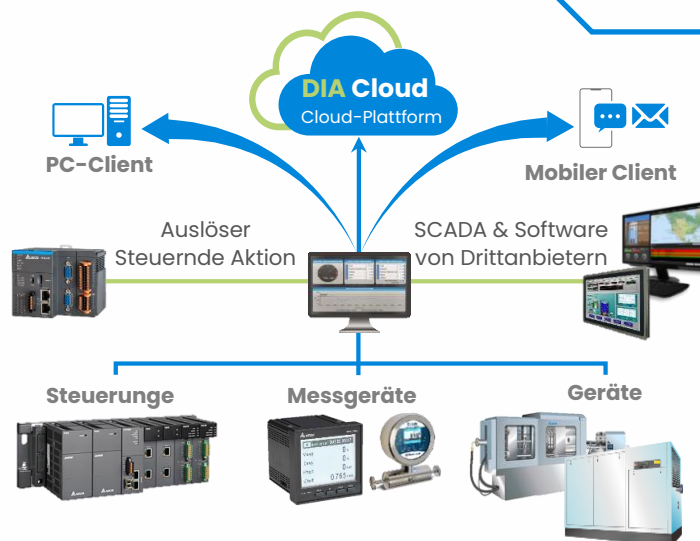 DIA Cloud
Cloud-Plattform
PC-Client
Mobiler Client
Auslöser
Steuernde Aktion
SCADA & Software
von Drittanbietern
Steuerunge
Messgeräte
Geräte